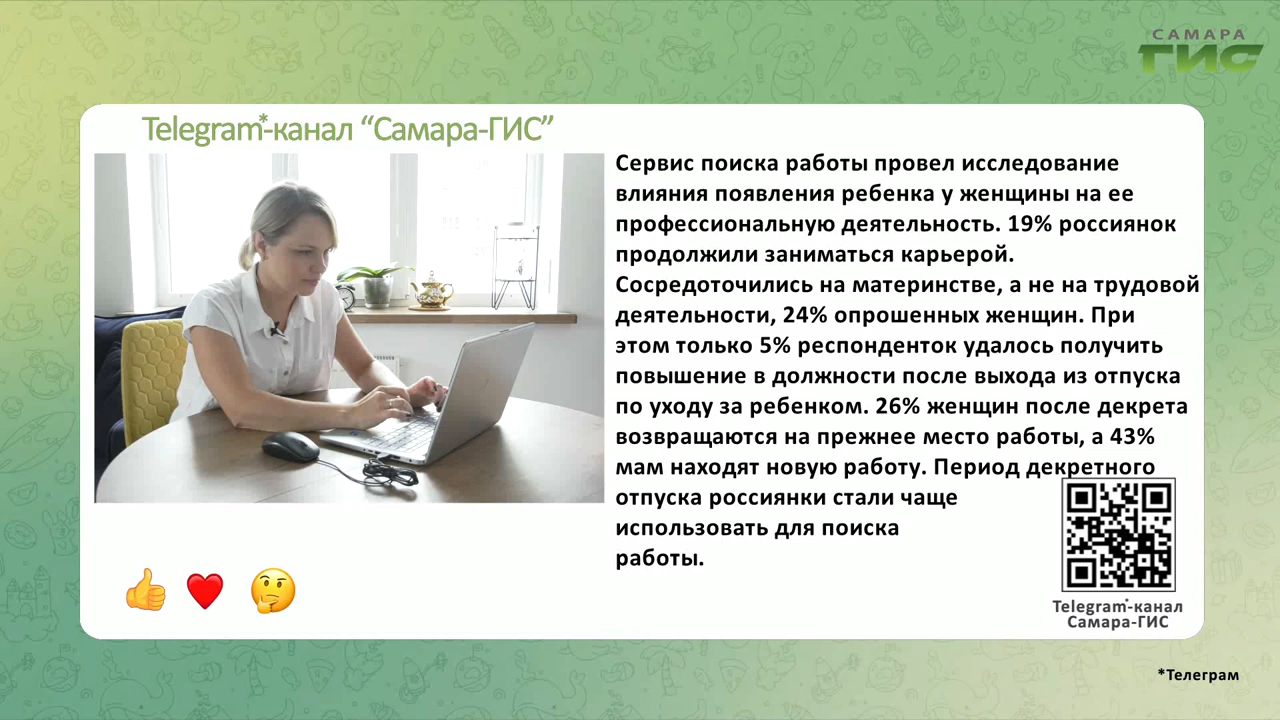 САМАРА
ГИС
Telegram*-канал “Самара-ГИС”
Сервис поиска работы провел исследование
влияния появления ребенка у женщины на ее
профессиональную деятельность. 19% россиянок
продолжили заниматься карьерой.
Сосредоточились на материнстве, а не на трудовой
деятельности, 24% опрошенных женщин. При
этом только 5% респонденток удалось получить
повышение в должности после выхода из отпуска
по уходу за ребенком. 26% женщин после декрета
возвращаются на прежнее место работы, а 43%
мам находят новую работу. Период декретного
отпуска россиянки стали чаще
использовать для поиска
работы.
Telegram*-канал
Самара-ГИС
*Телеграм